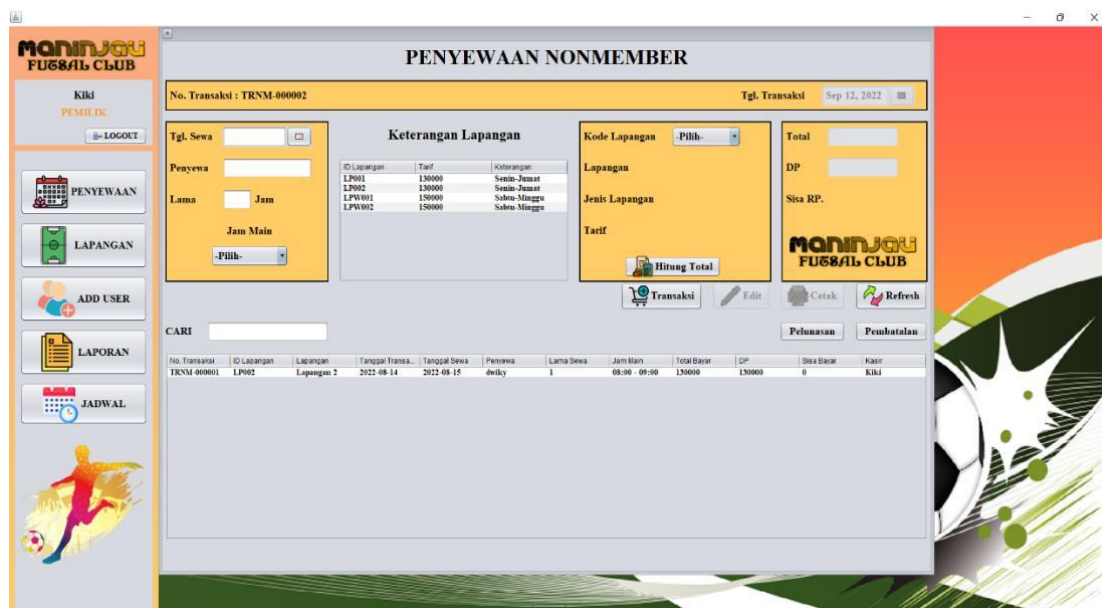 Maninjau
FUTSAL CLUB
Kiki
PEMILIK
LOGOUT
PENYEWAAN
LAPANGAN
ADD USER
LAPORAN
JADWAL
PENYEWAAN NONMEMBER
No. Transaksi : TRNM-000002
Tgl. Transaksi Sep 12, 2022
Tgl. Sewa
Penyewa
Lama Jam
Jam Main
-Pilih-
Keterangan Lapangan
ID Lapangan Tarif Keterangan
LP001 130000 Senin-Jumat
LP002 130000 Senin-Jumat
LPW001 150000 Sabtu-Minggu
LPW002 150000 Sabtu-Minggu
Kode Lapangan -Pilih-
Lapangan
Jenis Lapangan
Tarif
Hitung Total
Total
DP
Sisa RP.
Maninjau
FUTSAL CLUB
Transaksi Edit Cetak Refresh
CARI Pelunasan Pembatalan
No. Transaksi ID Lapangan Lapangan Tanggal Transa... Tanggal Sewa Penyewa Lama Sewa Jam Main Total Bayar DP Sisa Bayar Kasir
TRNM-000001 LP002 Lapangan 2 2022-08-14 2022-08-15 dwiky 1 08:00 - 09:00 130000 130000 0 Kiki